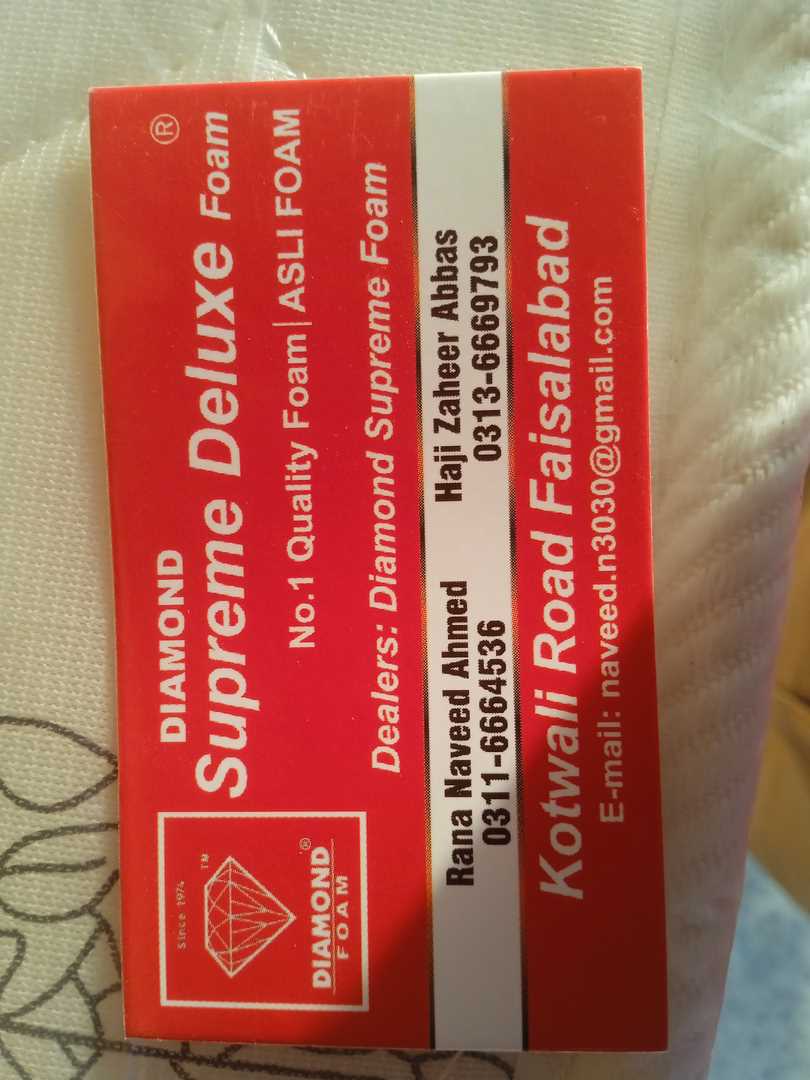 Since 1974
TM
DIAMOND ®
FOAM
DIAMOND
Supreme Deluxe Foam ®
No.1 Quality Foam | ASLI FOAM
Dealers: Diamond Supreme Foam
Rana Naveed Ahmed
0311-6664536
Haji Zaheer Abbas
0313-6669793
Kotwali Road Faisalabad
E-mail: naveed.n3030@gmail.com